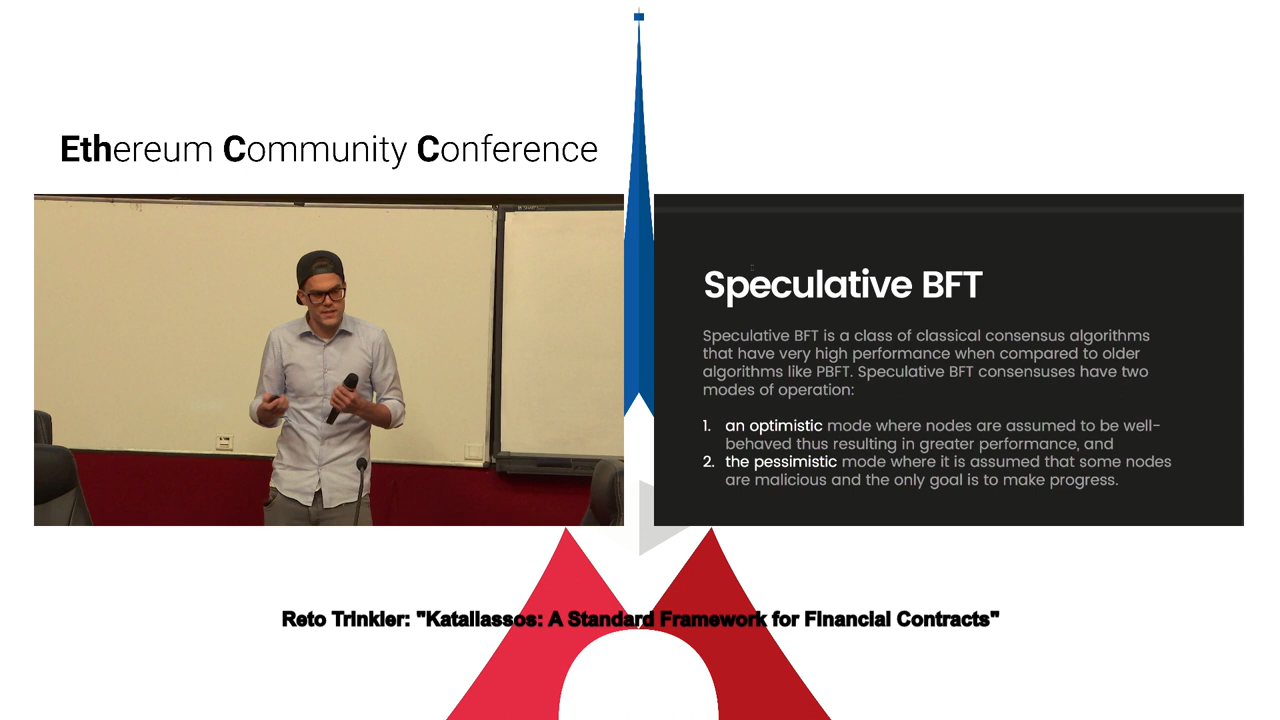 Ethereum Community Conference
Speculative BFT
Speculative BFT is a class of classical consensus algorithms
that have very high performance when compared to older
algorithms like PBFT. Speculative BFT consensuses have two
modes of operation:
1. an optimistic mode where nodes are assumed to be well-
behaved thus resulting in greater performance, and
2. the pessimistic mode where it is assumed that some nodes
are malicious and the only goal is to make progress.
Reto Trinkler: "Katallassos: A Standard Framework for Financial Contracts"